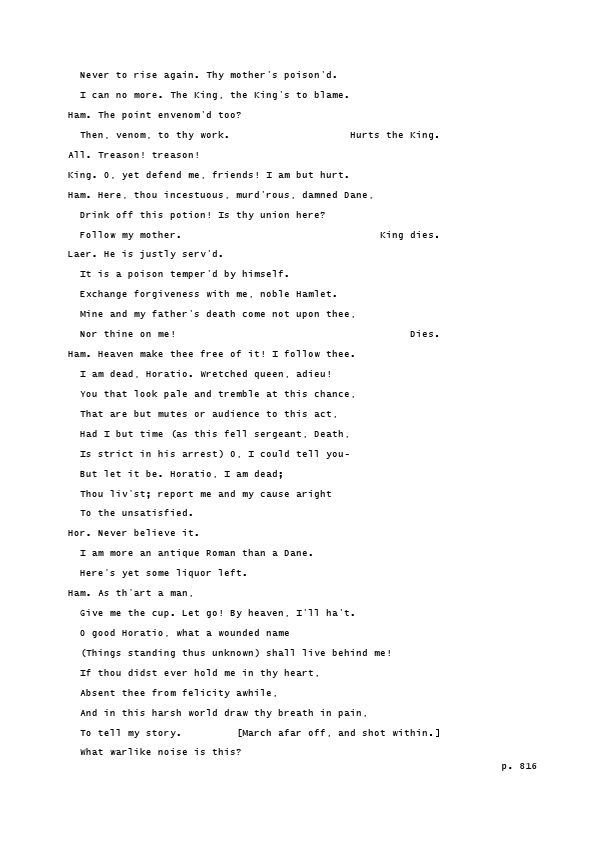 Never to rise again. Thy mother's poison'd.
I can no more. The King, the King's to blame.
Ham. The point envenom'd too?
Then, venom, to thy work. Hurts the King.
All. Treason! treason!
King. O, yet defend me, friends! I am but hurt.
Ham. Here, thou incestuous, murd'rous, damned Dane,
Drink off this potion! Is thy union here?
Follow my mother. King dies.
Laer. He is justly serv'd.
It is a poison temper'd by himself.
Exchange forgiveness with me, noble Hamlet.
Mine and my father's death come not upon thee,
Nor thine on me! Dies.
Ham. Heaven make thee free of it! I follow thee.
I am dead, Horatio. Wretched queen, adieu!
You that look pale and tremble at this chance,
That are but mutes or audience to this act,
Had I but time (as this fell sergeant, Death,
Is strict in his arrest) O, I could tell you-
But let it be. Horatio, I am dead;
Thou liv'st; report me and my cause aright
To the unsatisfied.
Hor. Never believe it.
I am more an antique Roman than a Dane.
Here's yet some liquor left.
Ham. As th'art a man,
Give me the cup. Let go! By heaven, I'll ha't.
O good Horatio, what a wounded name
(Things standing thus unknown) shall live behind me!
If thou didst ever hold me in thy heart,
Absent thee from felicity awhile,
And in this harsh world draw thy breath in pain,
To tell my story. [March afar off, and shot within.]
What warlike noise is this?
p. 816